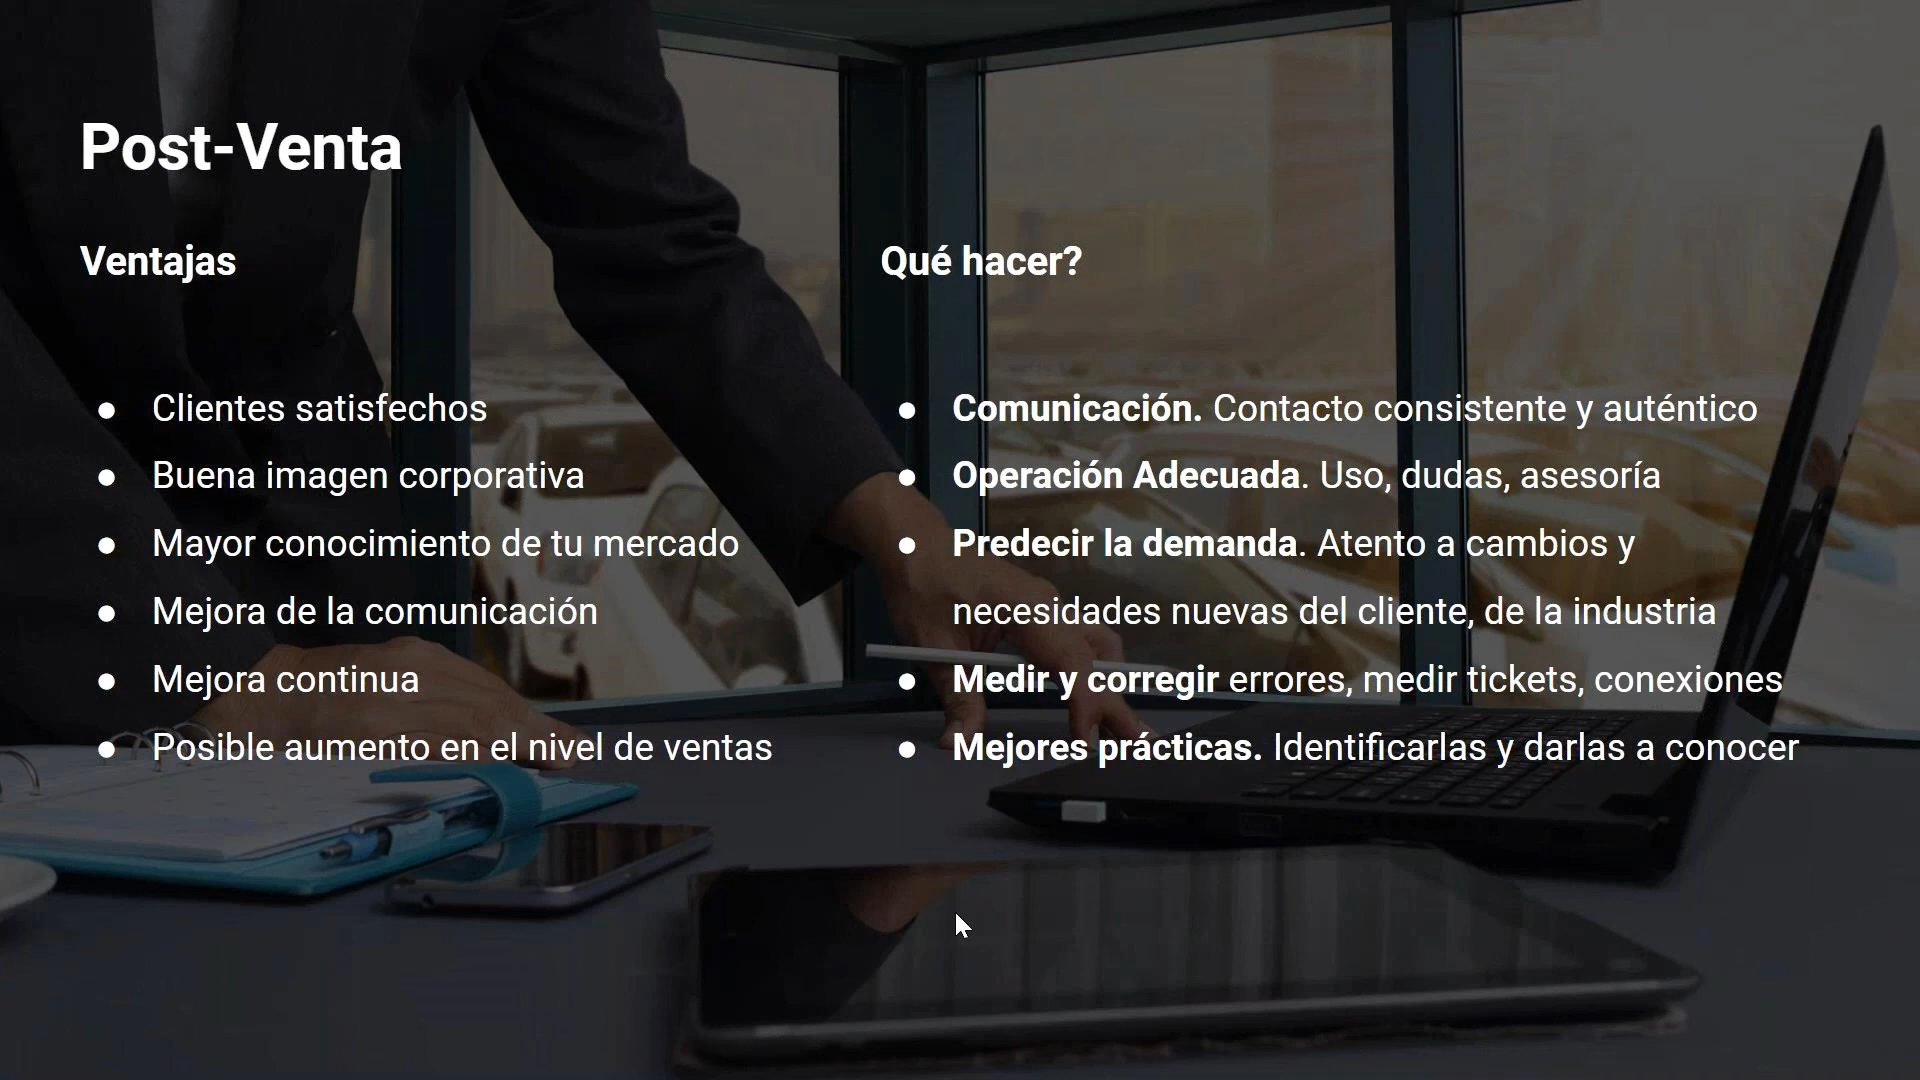 Post-Venta
Ventajas
● Clientes satisfechos
● Buena imagen corporativa
● Mayor conocimiento de tu mercado
● Mejora de la comunicación
● Mejora continua
● Posible aumento en el nivel de ventas
Qué hacer?
● Comunicación. Contacto consistente y auténtico
● Operación Adecuada. Uso, dudas, asesoría
● Predecir la demanda. Atento a cambios y
necesidades nuevas del cliente, de la industria
● Medir y corregir errores, medir tickets, conexiones
● Mejores prácticas. Identificarlas y darlas a conocer